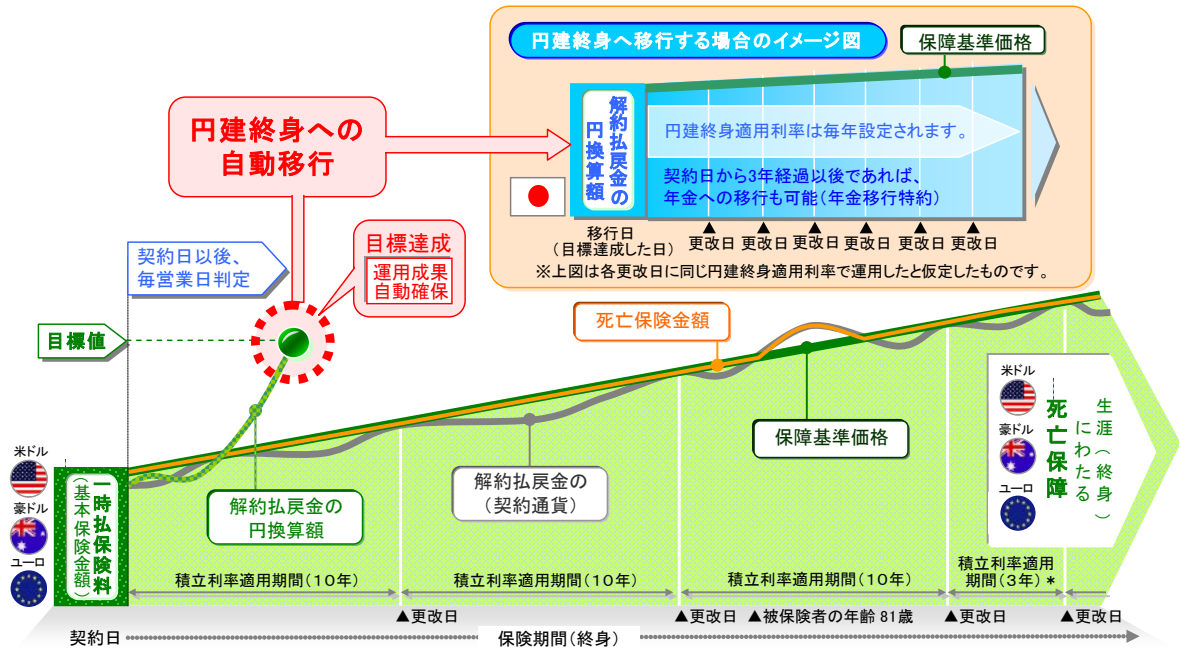 円建終身へ移行する場合のイメージ図
保障基準価格
円建終身への
自動移行
解約払戻金の
円換算額
円建終身適用利率は毎年設定されます。
契約日から3年経過以後であれば、
年金への移行も可能(年金移行特約)
移行日
(目標達成した日)
▲更改日
▲更改日
▲更改日
▲更改日
▲更改日
▲更改日
※上図は各更改日に同じ円建終身適用利率で運用したと仮定したものです。
契約日以後、
毎営業日判定
目標達成
運用成果
自動確保
目標値
死亡保険金額
保障基準価格
解約払戻金の
円換算額
解約払戻金の
(契約通貨)
米ドル
豪ドル
ユーロ
一時払保険料
(基本保険金額)
米ドル
豪ドル
ユーロ
生涯(終身)
にわたる
死亡保障
積立利率適用期間(10年)
積立利率適用期間(10年)
積立利率適用期間(10年)
積立利率適用
期間(3年)*
▲更改日
▲更改日
▲被保険者の年齢 81歳
▲更改日
▲更改日
契約日
保険期間(終身)